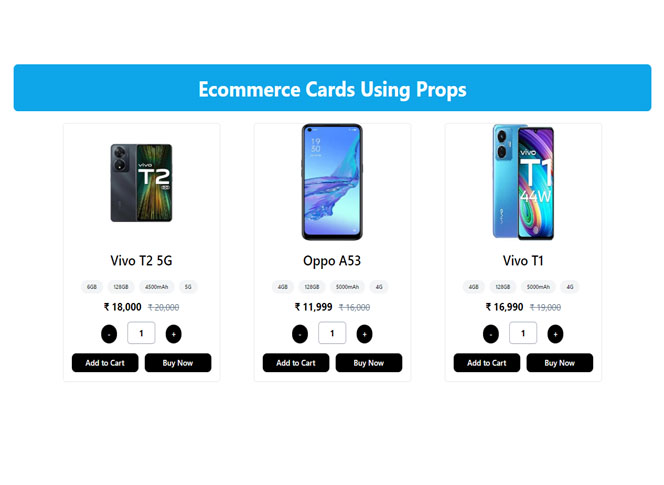 Ecommerce Cards Using Props
vivo
T2
5G
Vivo T2 5G
6GB 128GB 4500mAh 5G
₹ 18,000 ₹ 20,000
- 1 +
Add to Cart Buy Now
19
30
Oppo A53
4GB 128GB 5000mAh 4G
₹ 11,999 ₹ 16,000
- 1 +
Add to Cart Buy Now
vivo
vivo
T1
44W
Vivo T1
4GB 128GB 5000mAh 4G
₹ 16,990 ₹ 19,000
- 1 +
Add to Cart Buy Now